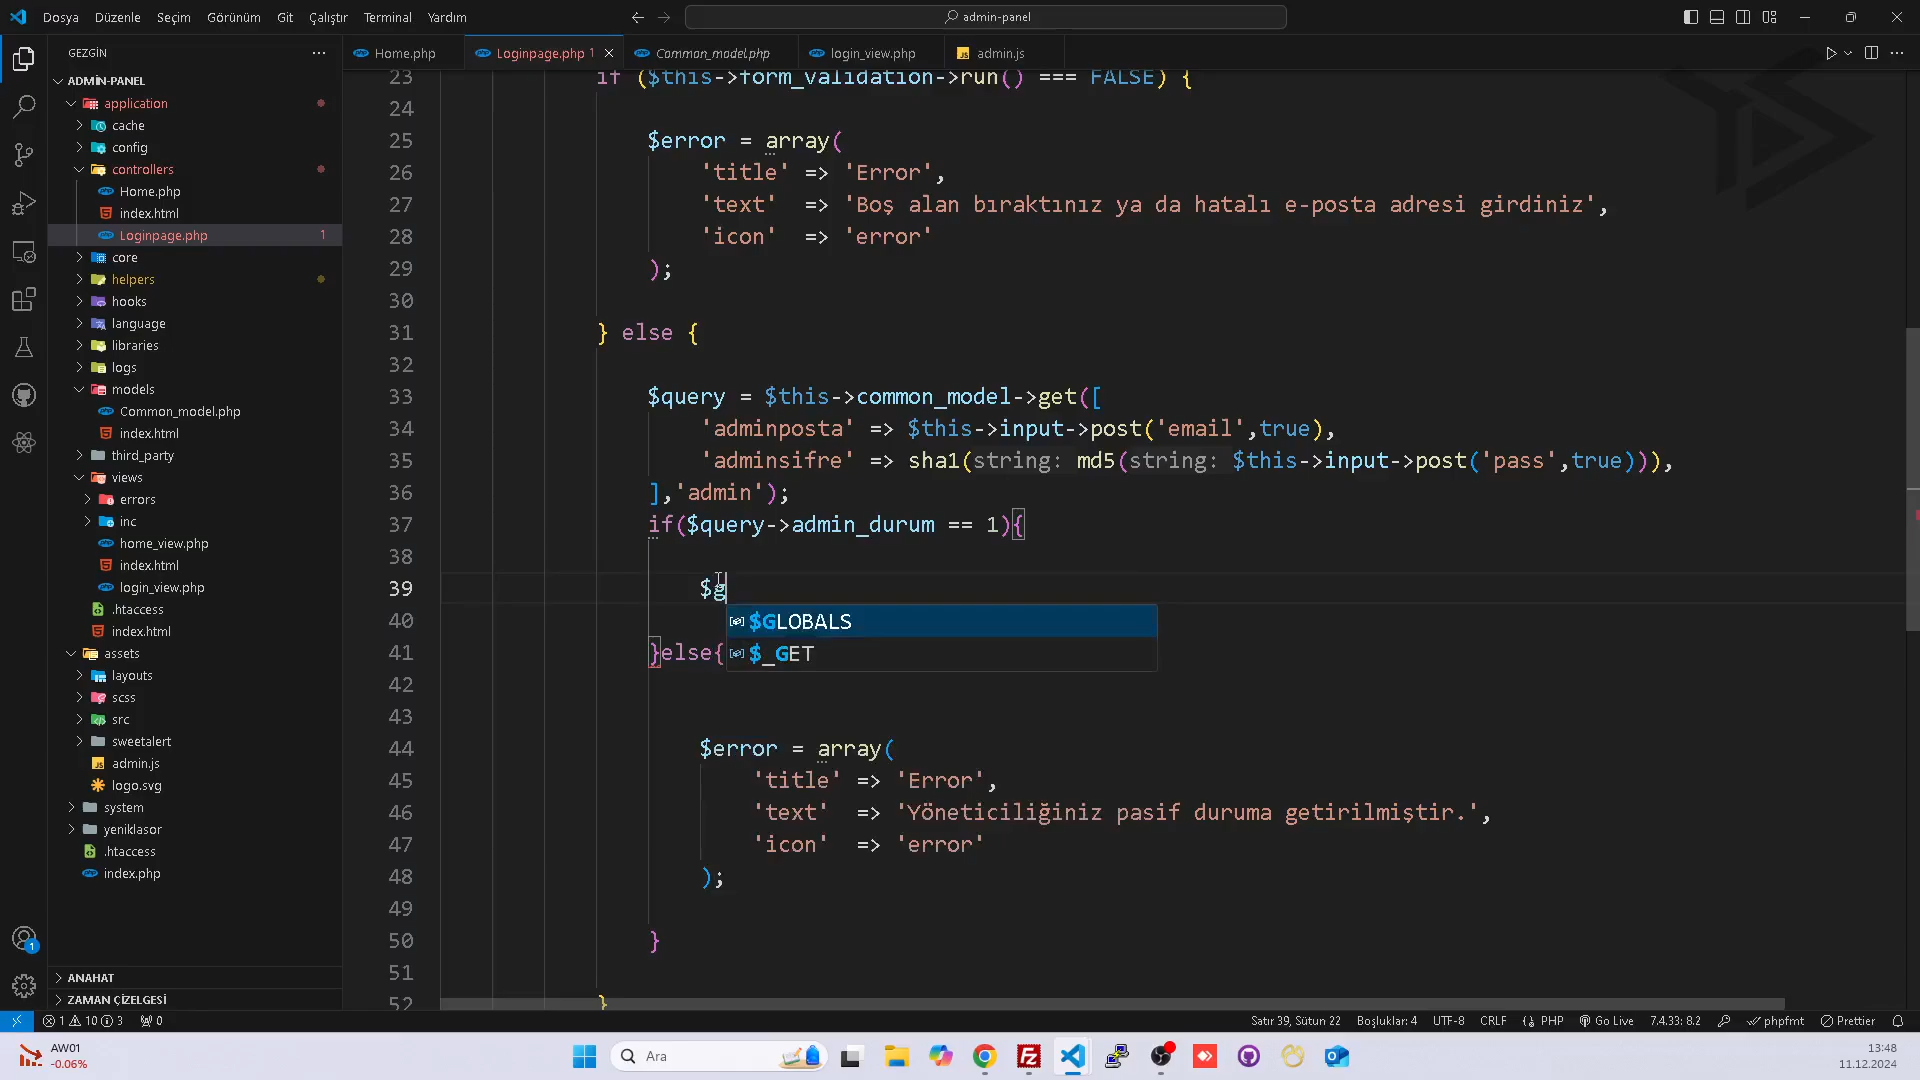 Dosya Düzenle Seçim Görünüm Git Çalıştır Terminal Yardım
admin-panel
GEZGİN
Home.php
Loginpage.php 1
Common_model.php
login_view.php
admin.js
ADMIN-PANEL
application
cache
config
controllers
Home.php
index.html
Loginpage.php 1
core
helpers
hooks
language
libraries
logs
models
Common_model.php
index.html
third_party
views
errors
inc
home_view.php
index.html
login_view.php
.htaccess
index.html
assets
layouts
scss
src
sweetalert
admin.js
logo.svg
system
yeniklasor
.htaccess
index.php
ANAHAT
ZAMAN ÇİZELGESİ
23 if ($this->form_validation->run() === FALSE) {
24
25 $error = array(
26 'title' => 'Error',
27 'text' => 'Boş alan bıraktınız ya da hatalı e-posta adresi girdiniz',
28 'icon' => 'error'
29 );
30
31 } else {
32
33 $query = $this->common_model->get([
34 'adminposta' => $this->input->post('email',true),
35 'adminsifre' => sha1(string: md5(string: $this->input->post('pass',true))),
36 ],'admin');
37 if($query->admin_durum == 1){
38
39 $g
40 $GLOBALS
41 }else{ $_GET
42
43
44 $error = array(
45 'title' => 'Error',
46 'text' => 'Yöneticiliğiniz pasif duruma getirilmiştir.',
47 'icon' => 'error'
48 );
49
50 }
51
52 }
1 10 3 0
Satır 39, Sütun 22 Boşluklar: 4 UTF-8 CRLF PHP Go Live 7.4.33: 8.2 phpfmt Prettier
1
AW01
-0.06%
Ara
13:48
11.12.2024